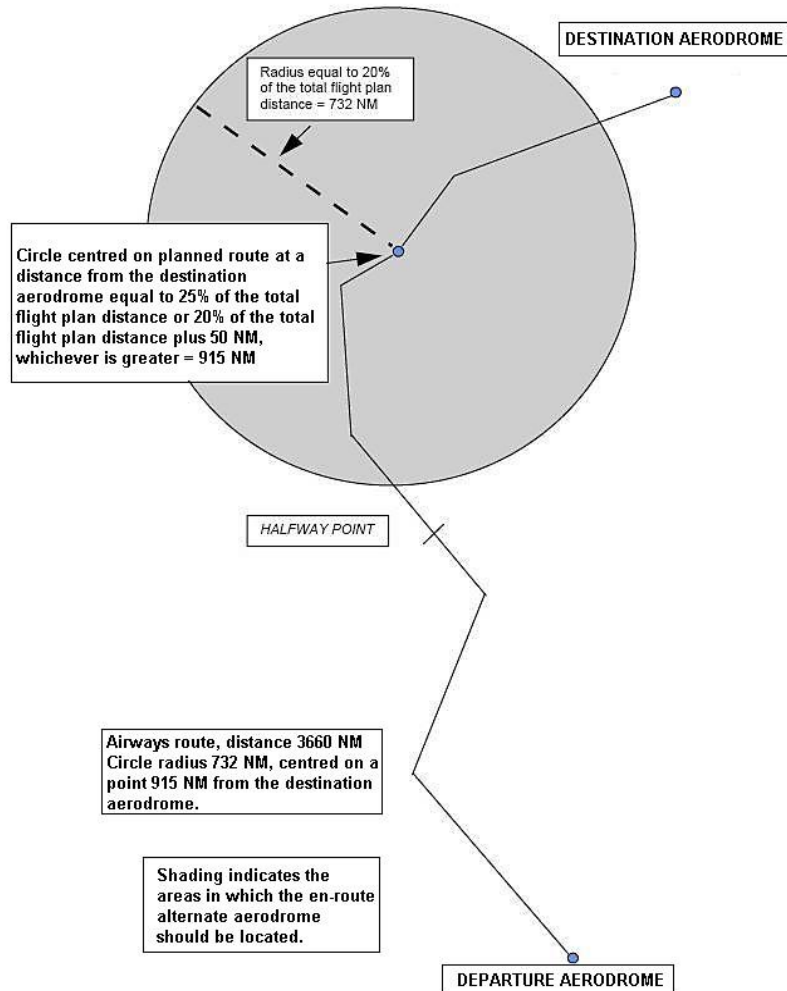 DESTINATION AERODROME
Radius equal to 20%
of the total flight plan
distance = 732 NM
Circle centred on planned route at a
distance from the destination
aerodrome equal to 25% of the total
flight plan distance or 20% of the total
flight plan distance plus 50 NM,
whichever is greater = 915 NM
HALFWAY POINT
Airways route, distance 3660 NM
Circle radius 732 NM, centred on a
point 915 NM from the destination
aerodrome.
Shading indicates the
areas in which the en-route
alternate aerodrome
should be located.
DEPARTURE AERODROME